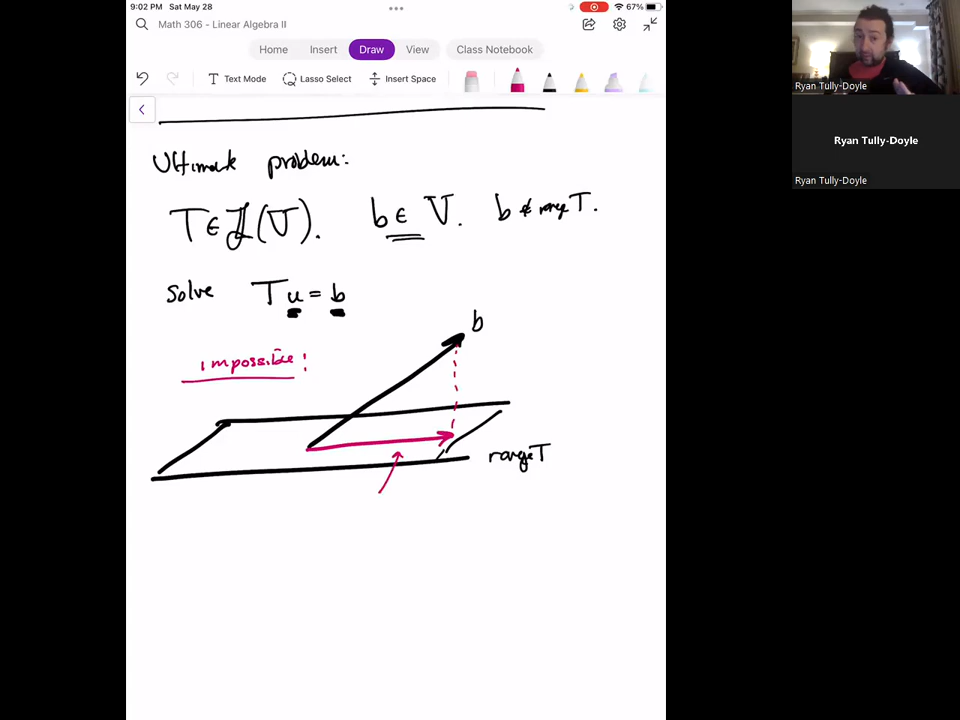 9:02 PM Sat May 28
67%
Math 306 - Linear Algebra II
Home Insert Draw View Class Notebook
Text Mode Lasso Select Insert Space
Ultimate problem:
T ∈ ℒ(V). b ∈ V. b ∉ range T.
Solve Tu = b
b
impossible!
range T
Ryan Tully-Doyle
Ryan Tully-Doyle
Ryan Tully-Doyle